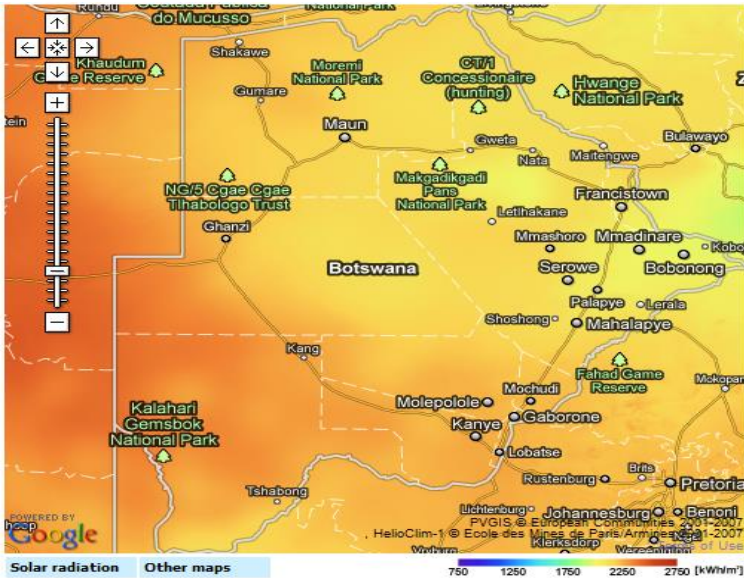 Rundu
do Mucusso
Shakawe
Khaudum
Game Reserve
Moremi
National Park
CT/1
Concessionaire
(hunting)
Hwange
National Park
Gumare
Maun
Gweta
Nata
Maitengwe
Bulawayo
NG/5 Cgae Cgae
Tlhabologo Trust
Makgadikgadi
Pans
National Park
Francistown
Letlhakane
Ghanzi
Mmashoro
Mmadinare
Kobo
Botswana
Serowe
Bobonong
Palapye
Lerala
Shoshong
Mahalapye
Kang
Fahad Game
Reserve
Mokopan
Molepolole
Mochudi
Kalahari
Gemsbok
National Park
Kanye
Gaborone
Lobatse
Rustenburg
Brits
Pretoria
Tshabong
Lichtenburg
Johannesburg
Benoni
POWERED BY
Google
PVGIS © European Communities 2001-2007
, HelioClim-1 © Ecole des Mines de Paris/Armines 2001-2007
Terms of Use
Klerksdorp
Vereeniging
Solar radiation
Other maps
750 1250 1750 2250 2750 [kWh/m²]